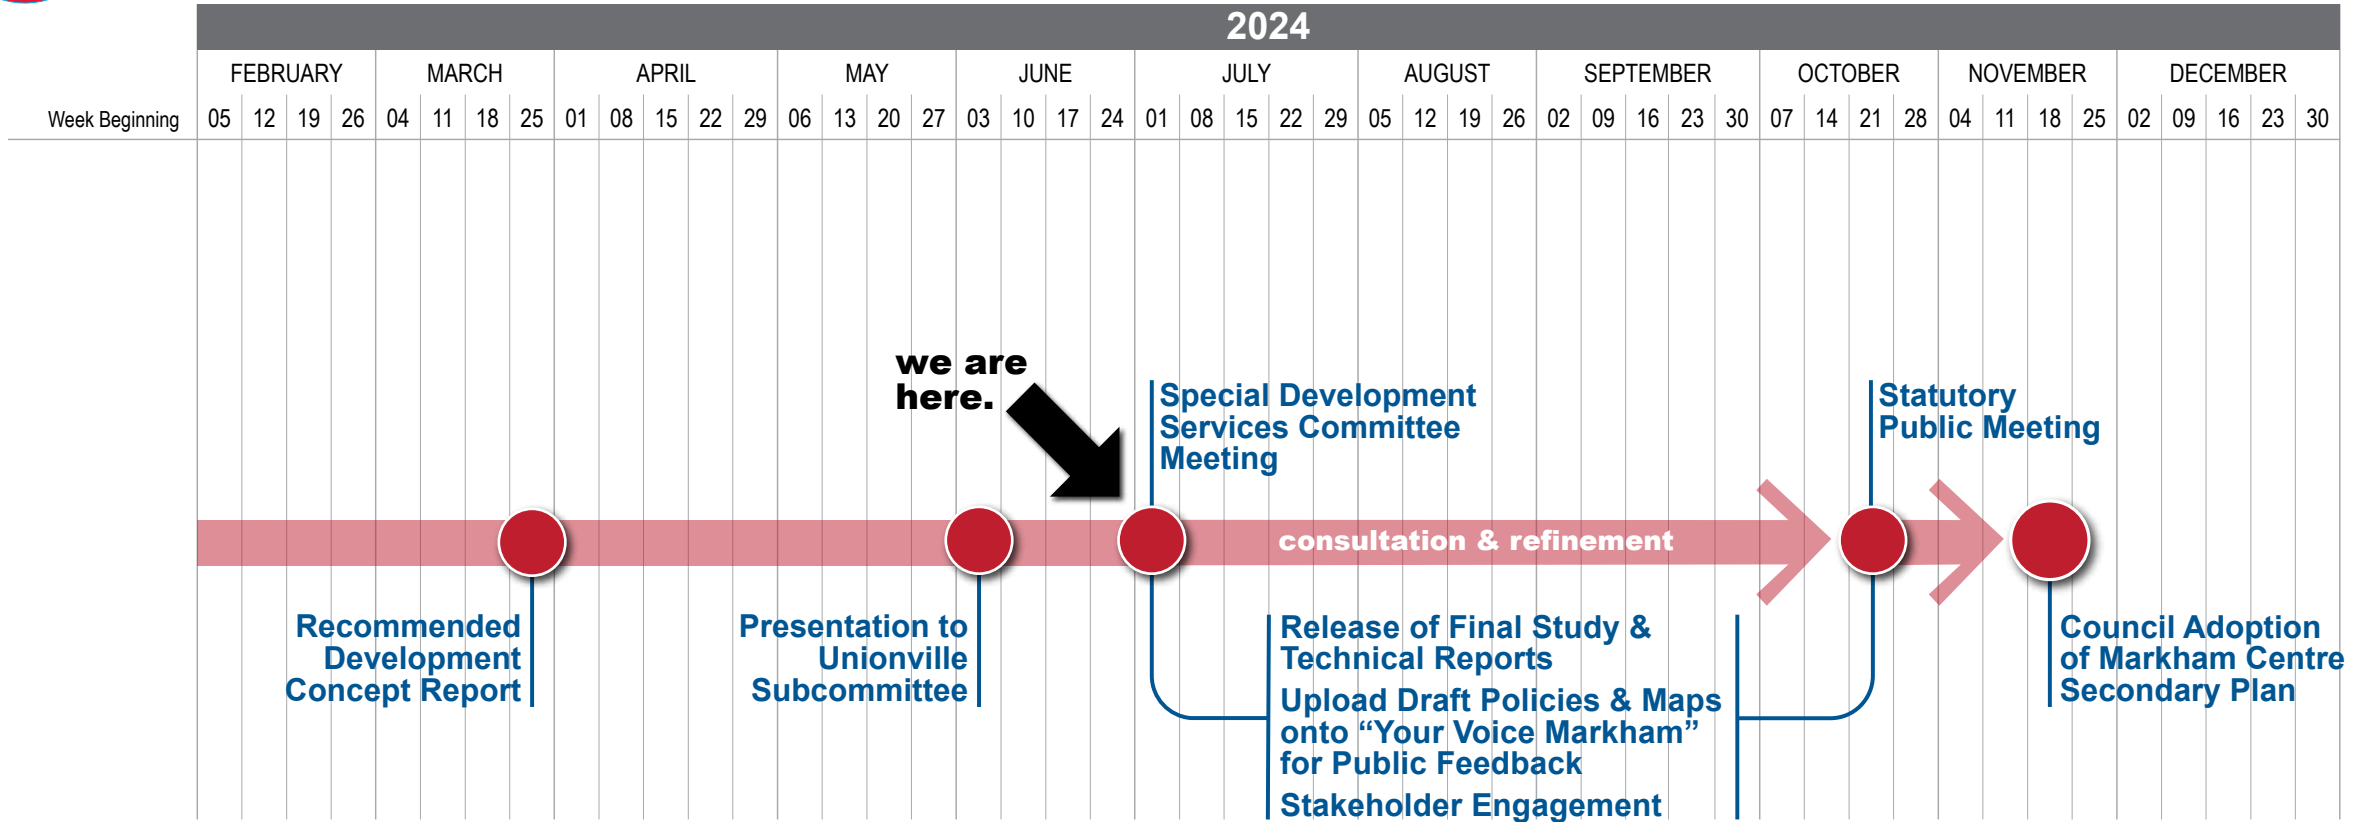 2024
FEBRUARY MARCH APRIL MAY JUNE JULY AUGUST SEPTEMBER OCTOBER NOVEMBER DECEMBER
Week Beginning 05 12 19 26 04 11 18 25 01 08 15 22 29 06 13 20 27 03 10 17 24 01 08 15 22 29 05 12 19 26 02 09 16 23 30 07 14 21 28 04 11 18 25 02 09 16 23 30
we are
here.
Special Development
Services Committee
Meeting
Statutory
Public Meeting
consultation & refinement
Recommended
Development
Concept Report
Presentation to
Unionville
Subcommittee
Release of Final Study &
Technical Reports
Upload Draft Policies & Maps
onto “Your Voice Markham”
for Public Feedback
Stakeholder Engagement
Council Adoption
of Markham Centre
Secondary Plan